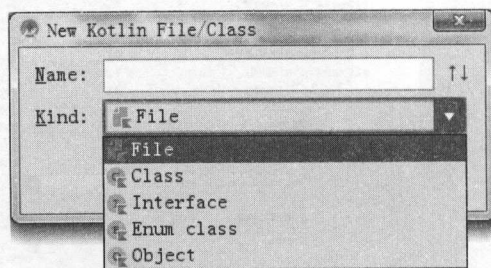 New Kotlin File/Class
Name:
Kind: File
File
Class
Interface
Enum class
Object